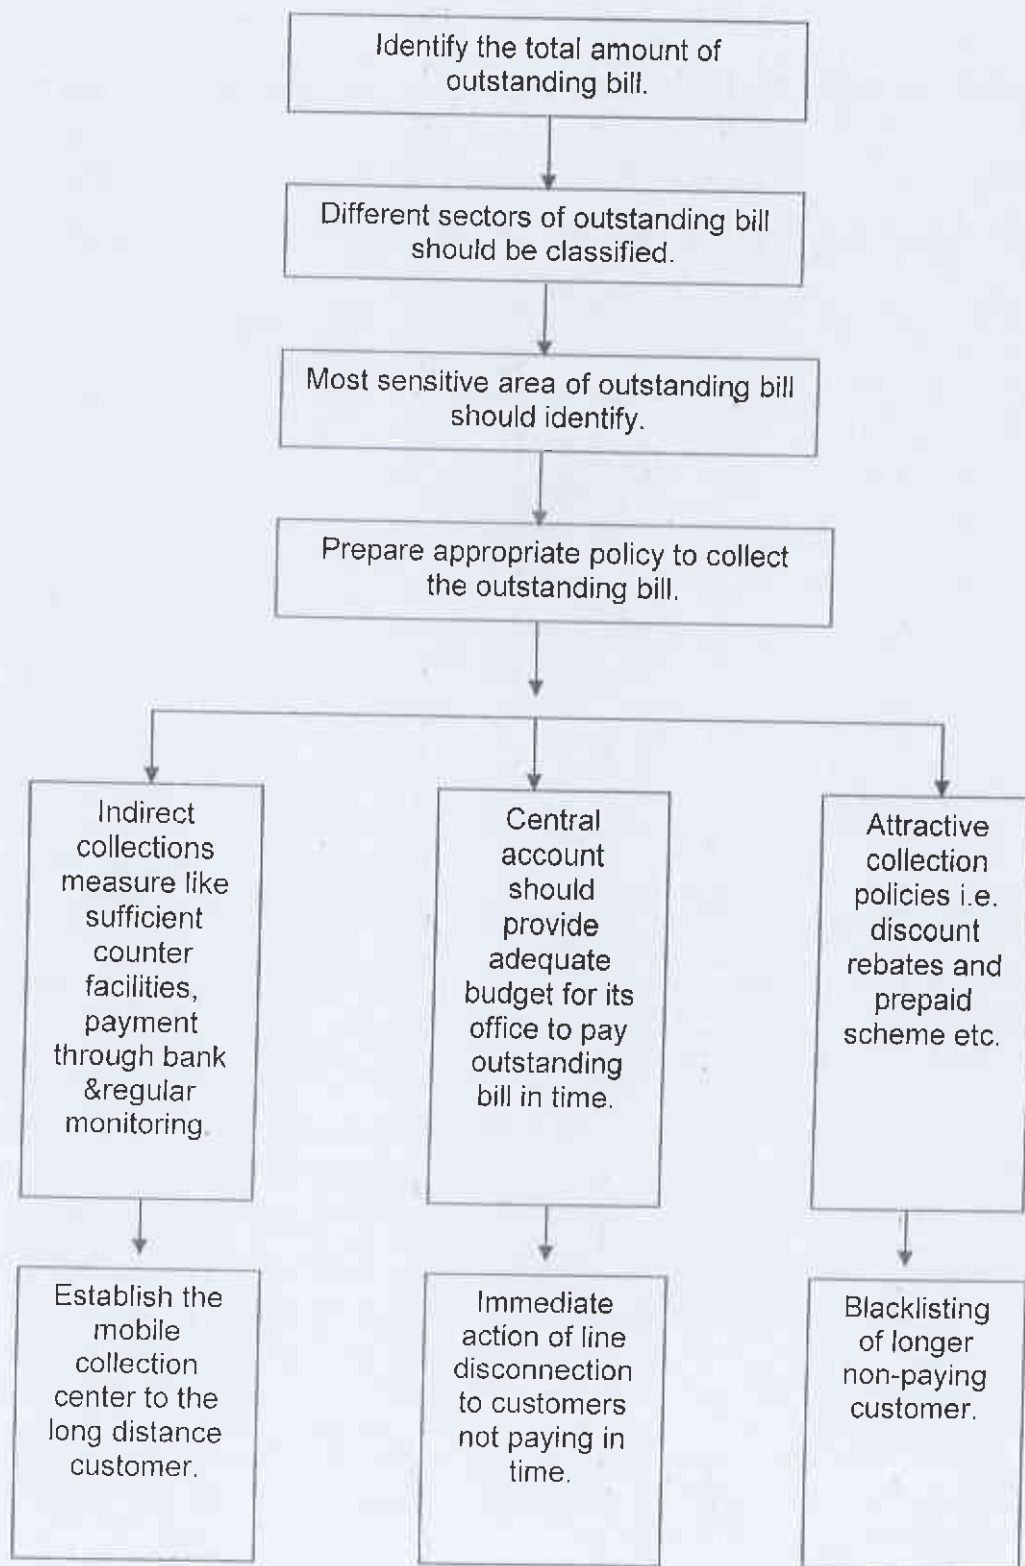 Identify the total amount of
outstanding bill.
Different sectors of outstanding bill
should be classified.
Most sensitive area of outstanding bill
should identify.
Prepare appropriate policy to collect
the outstanding bill.
Indirect
collections
measure like
sufficient
counter
facilities,
payment
through bank
&regular
monitoring.
Central
account
should
provide
adequate
budget for its
office to pay
outstanding
bill in time.
Attractive
collection
policies i.e.
discount
rebates and
prepaid
scheme etc.
Establish the
mobile
collection
center to the
long distance
customer.
Immediate
action of line
disconnection
to customers
not paying in
time.
Blacklisting
of longer
non-paying
customer.